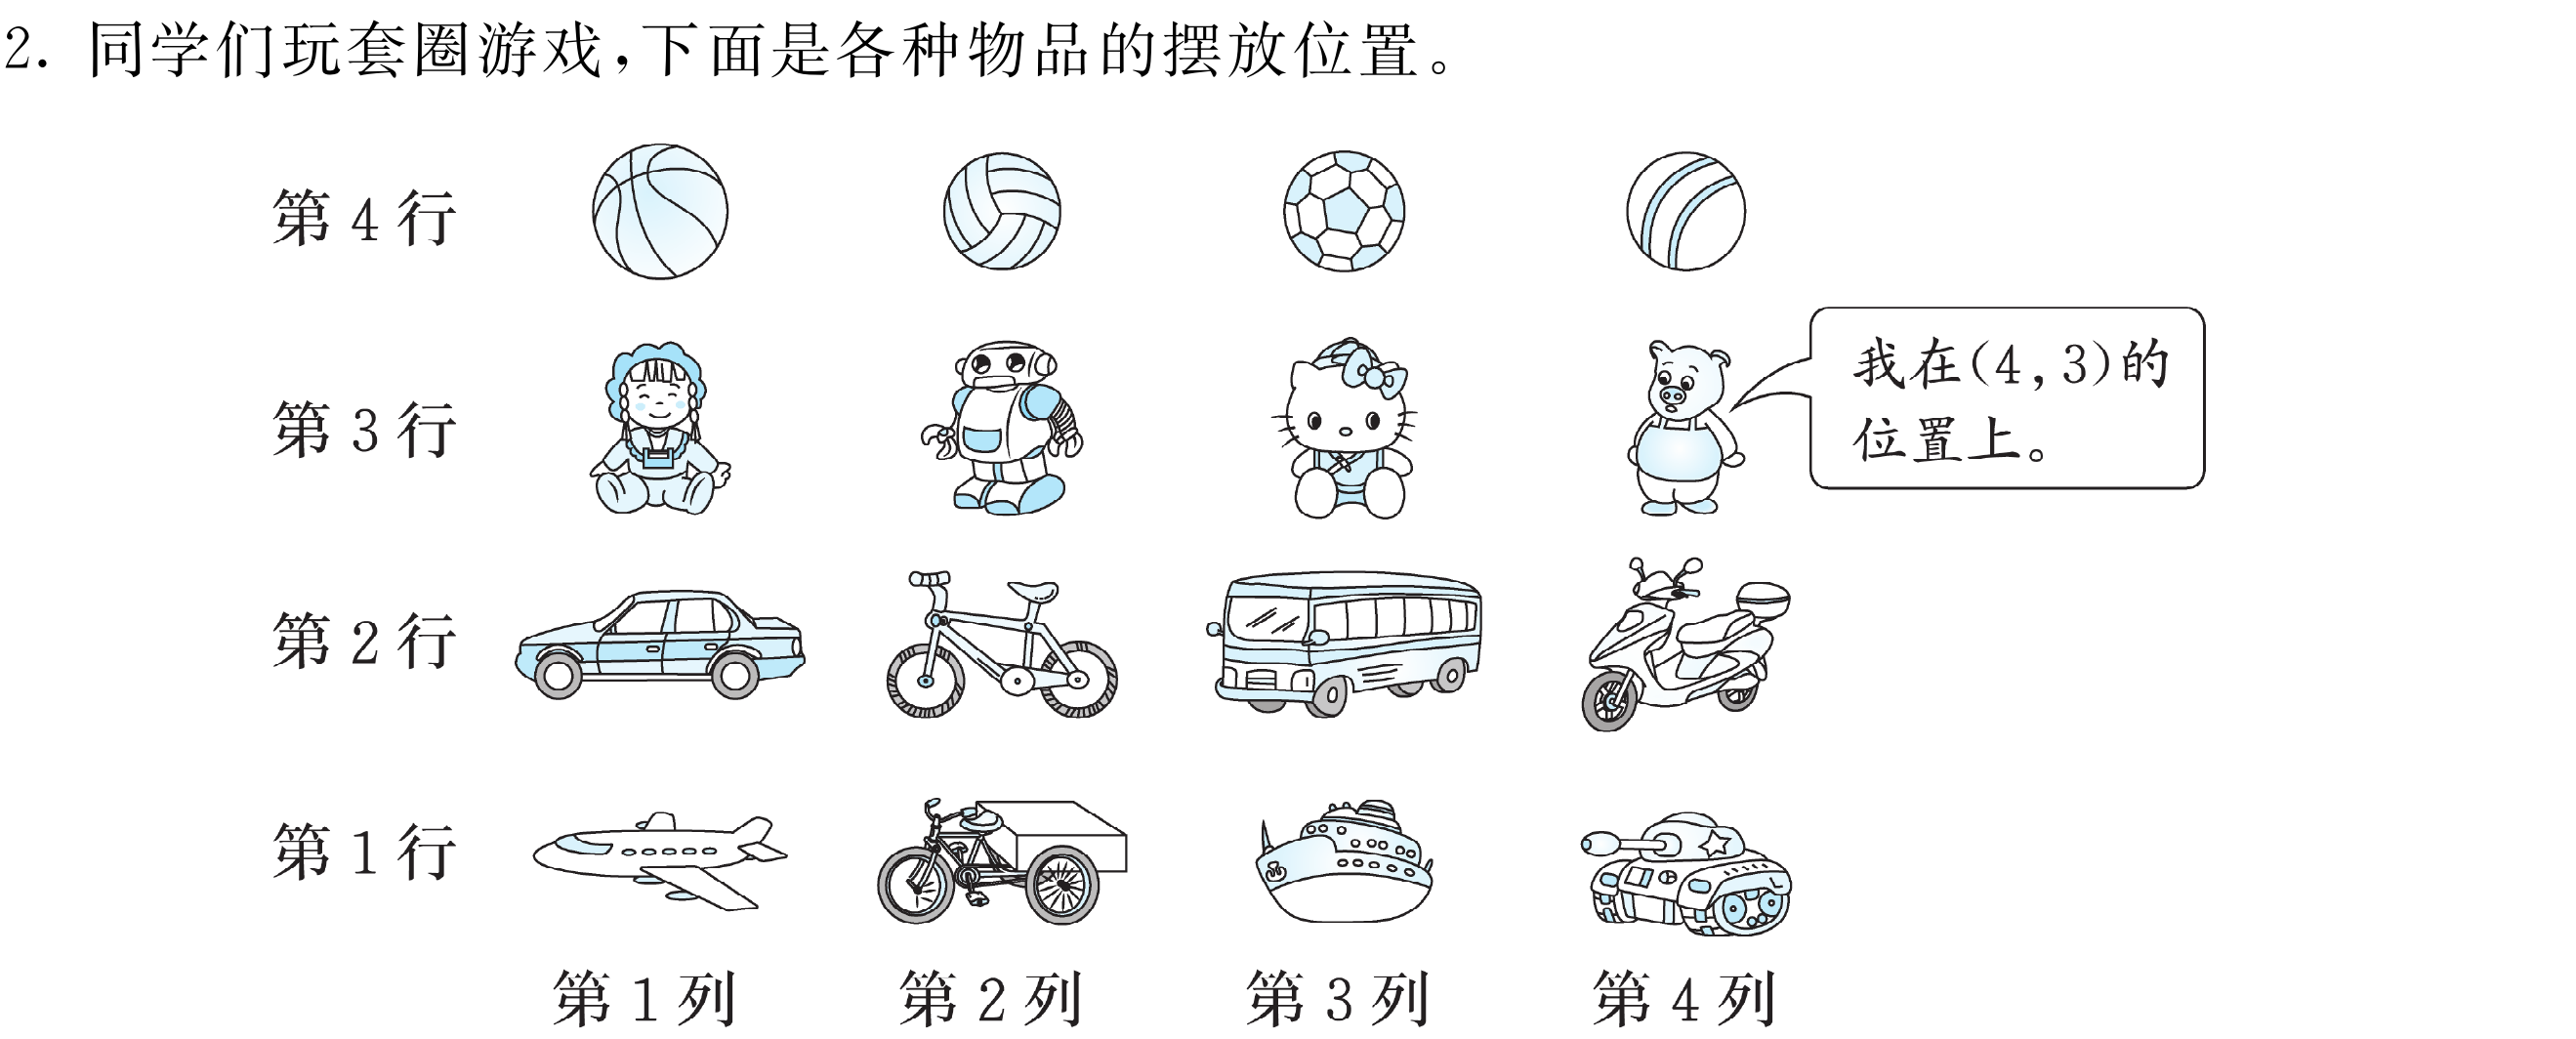 2. 同学们玩套圈游戏,下面是各种物品的摆放位置。
第 4 行
第 3 行
我在(4,3)的
位置上。
第 2 行
第 1 行
第 1 列 第 2 列 第 3 列 第 4 列